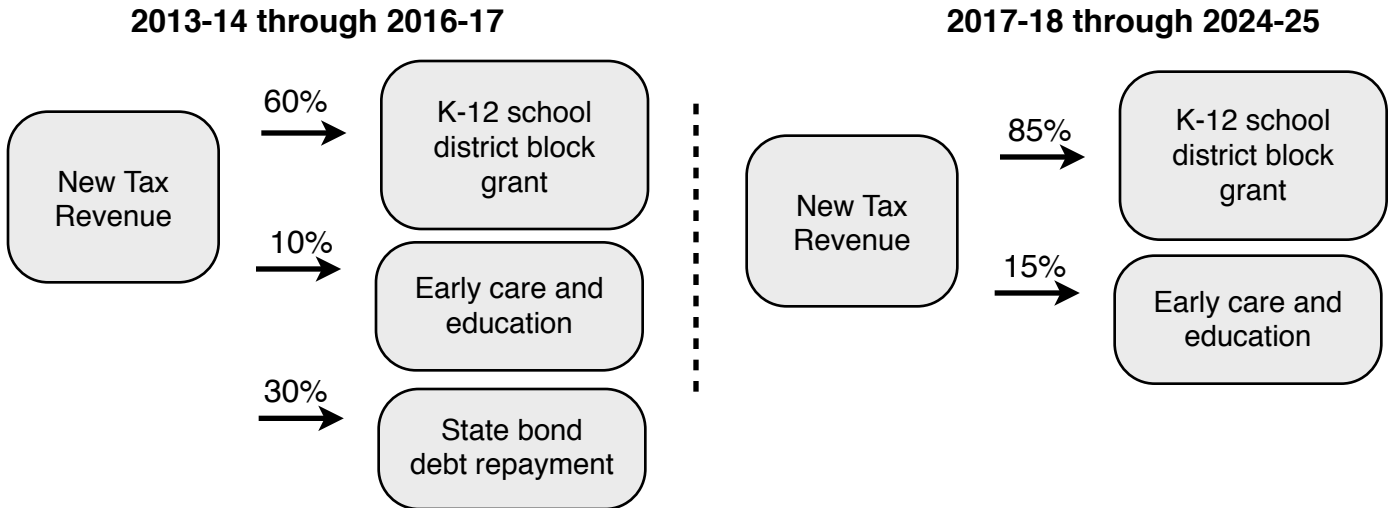 2013-14 through 2016-17
New Tax
Revenue
60%
K-12 school
district block
grant
10%
Early care and
education
30%
State bond
debt repayment
2017-18 through 2024-25
New Tax
Revenue
85%
K-12 school
district block
grant
15%
Early care and
education